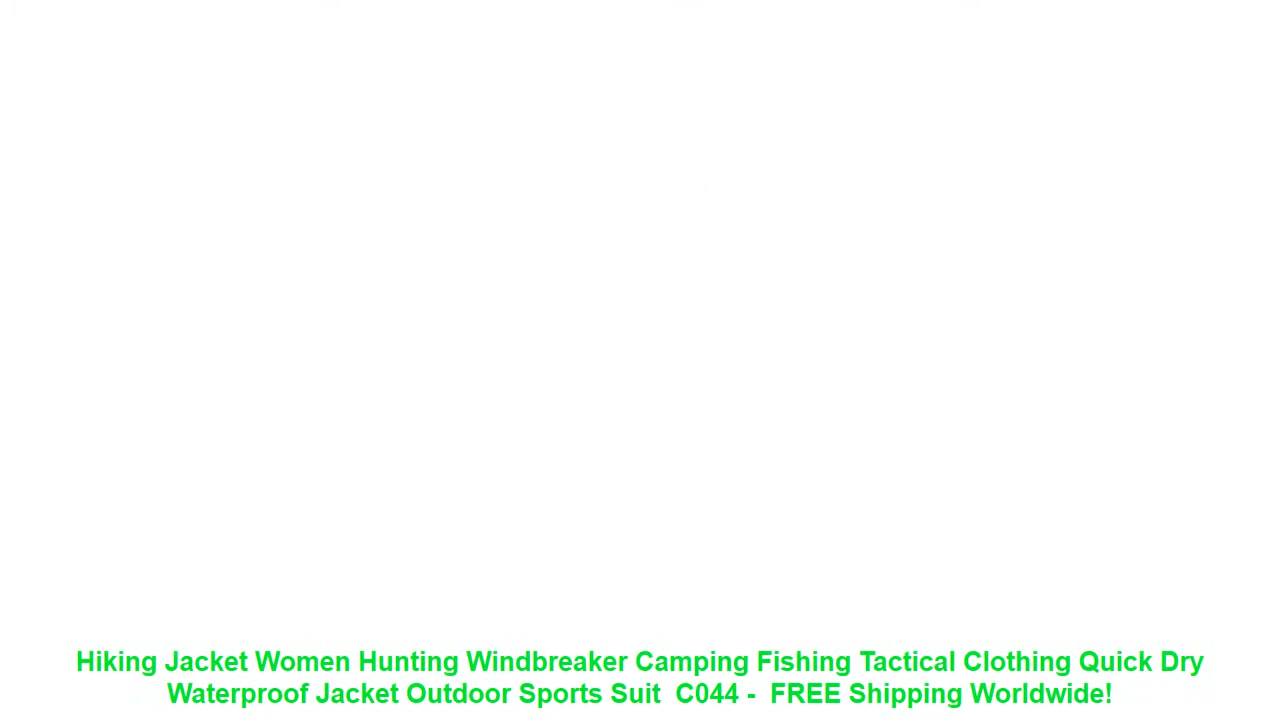 Hiking Jacket Women Hunting Windbreaker Camping Fishing Tactical Clothing Quick Dry
Waterproof Jacket Outdoor Sports Suit  C044 -  FREE Shipping Worldwide!